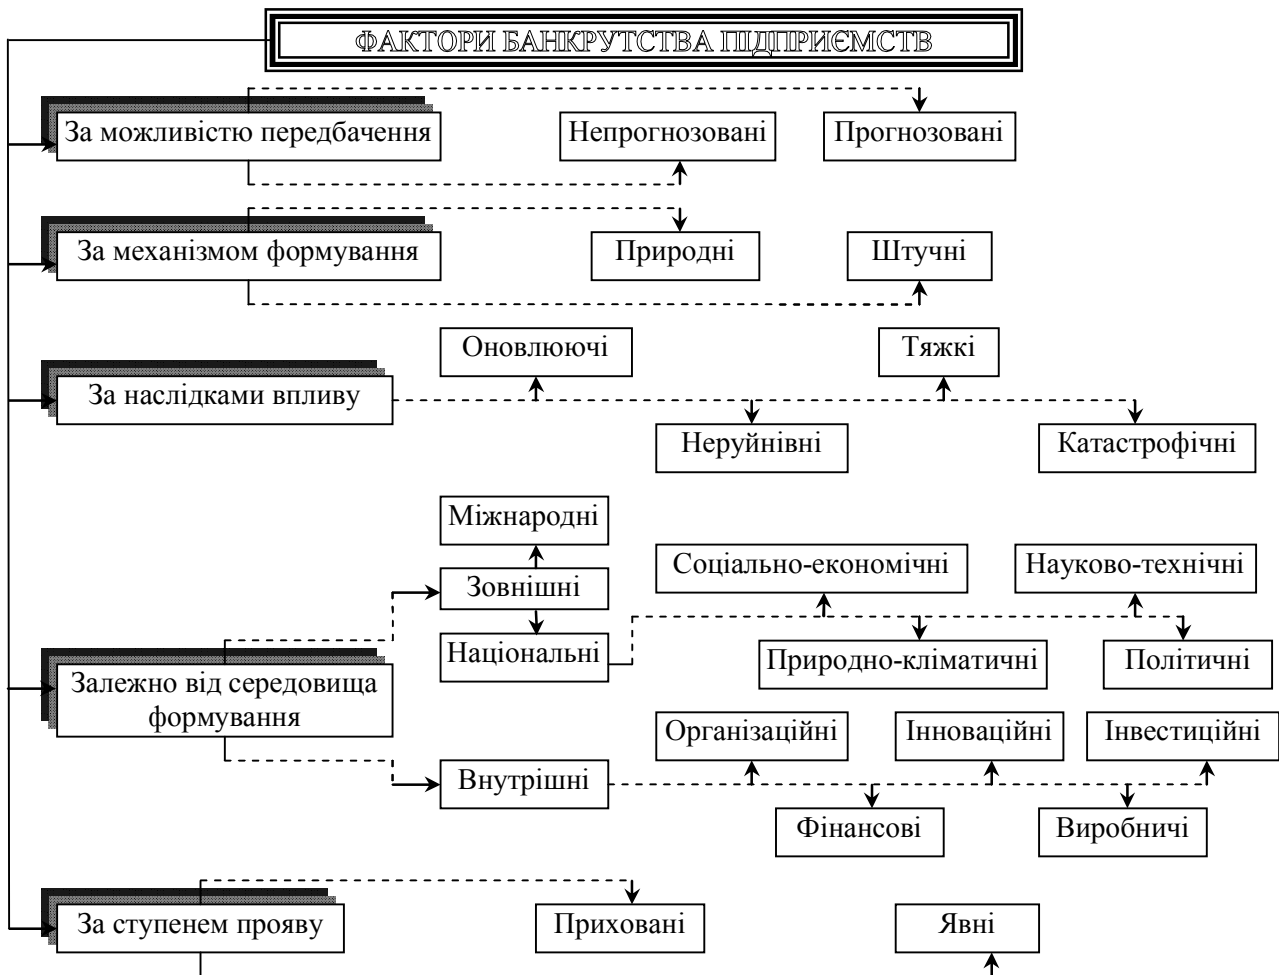 ФАКТОРИ БАНКРУТСТВА ПІДПРИЄМСТВ
За можливістю передбачення
Непрогнозовані
Прогнозовані
За механізмом формування
Природні
Штучні
Оновлюючі
Тяжкі
За наслідками впливу
Неруйнівні
Катастрофічні
Міжнародні
Зовнішні
Соціально-економічні
Науково-технічні
Національні
Природно-кліматичні
Політичні
Залежно від середовища
формування
Організаційні
Інноваційні
Інвестиційні
Внутрішні
Фінансові
Виробничі
За ступенем прояву
Приховані
Явні